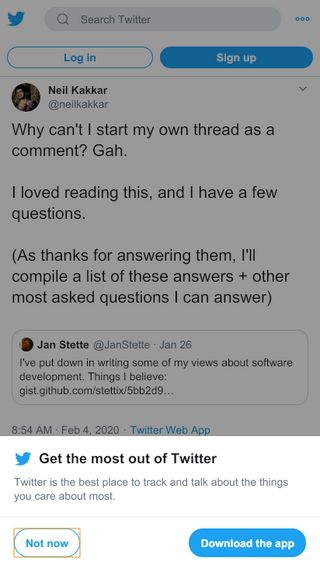 Search Twitter
Log in
Sign up
Neil Kakkar
@neilkakkar
Why can't I start my own thread as a
comment? Gah.
I loved reading this, and I have a few
questions.
(As thanks for answering them, I'll
compile a list of these answers + other
most asked questions I can answer)
Jan Stette @JanStette · Jan 26
I've put down in writing some of my views about software
development. Things I believe:
gist.github.com/stettix/5bb2d9…
8:54 AM · Feb 4, 2020 · Twitter Web App
Get the most out of Twitter
Twitter is the best place to track and talk about the things
you care about most.
Not now
Download the app